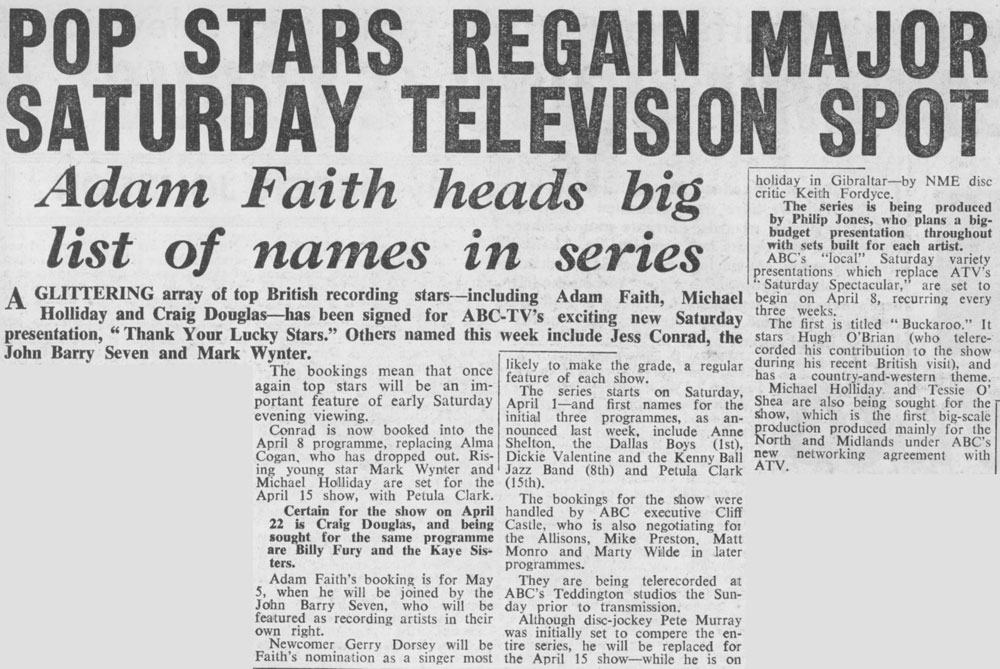 POP STARS REGAIN MAJOR
SATURDAY TELEVISION SPOT
Adam Faith heads big
list of names in series
A GLITTERING array of top British recording stars—including Adam Faith, Michael
Holliday and Craig Douglas—has been signed for ABC-TV's exciting new Saturday
presentation, "Thank Your Lucky Stars." Others named this week include Jess Conrad, the
John Barry Seven and Mark Wynter.
The bookings mean that once
again top stars will be an im-
portant feature of early Saturday
evening viewing.
Conrad is now booked into the
April 8 programme, replacing Alma
Cogan, who has dropped out. Ris-
ing young star Mark Wynter and
Michael Holliday are set for the
April 15 show, with Petula Clark.
Certain for the show on April
22 is Craig Douglas, and being
sought for the same programme
are Billy Fury and the Kaye Sis-
ters.
Adam Faith's booking is for May
5, when he will be joined by the
John Barry Seven, who will be
featured as recording artists in their
own right.
Newcomer Gerry Dorsey will be
Faith's nomination as a singer most
likely to make the grade, a regular
feature of each show.
The series starts on Saturday,
April 1—and first names for the
initial three programmes, as an-
nounced last week, include Anne
Shelton, the Dallas Boys (1st),
Dickie Valentine and the Kenny Ball
Jazz Band (8th) and Petula Clark
(15th).
The bookings for the show were
handled by ABC executive Cliff
Castle, who is also negotiating for
the Allisons, Mike Preston, Matt
Monro and Marty Wilde in later
programmes.
They are being telerecorded at
ABC's Teddington studios the Sun-
day prior to transmission.
Although disc-jockey Pete Murray
was initially set to compere the en-
tire series, he will be replaced for
the April 15 show—while he is on
holiday in Gibraltar—by NME disc
critic Keith Fordyce.
The series is being produced
by Philip Jones, who plans a big-
budget presentation throughout
with sets built for each artist.
ABC's "local" Saturday variety
presentations which replace ATV's
"Saturday Spectacular," are set to
begin on April 8, recurring every
three weeks.
The first is titled "Buckaroo." It
stars Hugh O'Brian (who telere-
corded his contribution to the show
during his recent British visit), and
has a country-and-western theme.
Michael Holliday and Tessie O'
Shea are also being sought for the
show, which is the first big-scale
production produced mainly for the
North and Midlands under ABC's
new networking agreement with
ATV.